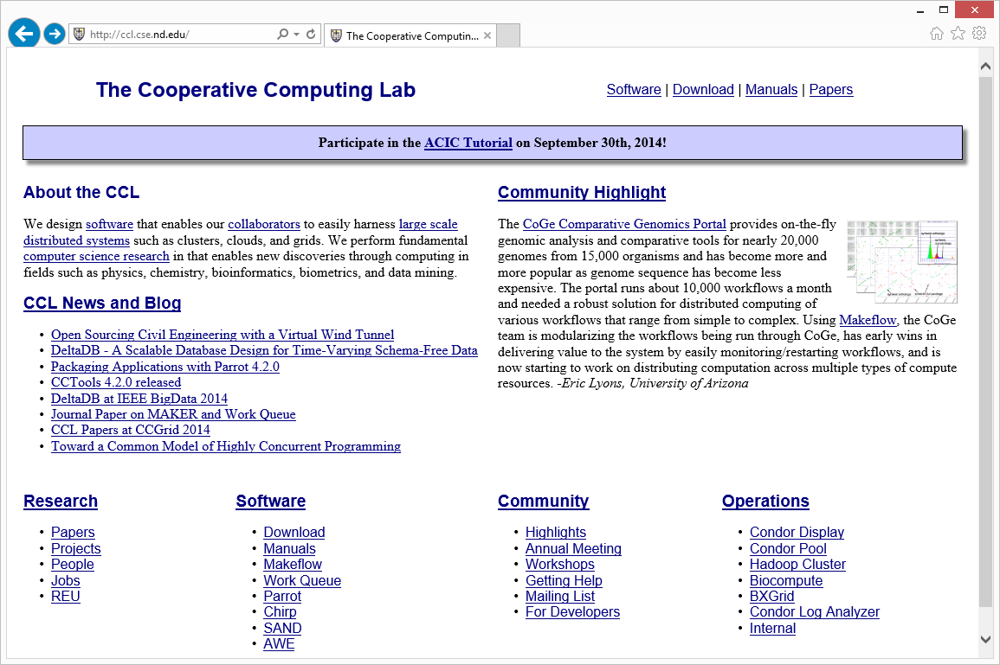 http://ccl.cse.nd.edu/
The Cooperative Computin...
The Cooperative Computing Lab
Software | Download | Manuals | Papers
Participate in the ACIC Tutorial on September 30th, 2014!
About the CCL
We design software that enables our collaborators to easily harness large scale
distributed systems such as clusters, clouds, and grids. We perform fundamental
computer science research in that enables new discoveries through computing in
fields such as physics, chemistry, bioinformatics, biometrics, and data mining.
CCL News and Blog
• Open Sourcing Civil Engineering with a Virtual Wind Tunnel
• DeltaDB - A Scalable Database Design for Time-Varying Schema-Free Data
• Packaging Applications with Parrot 4.2.0
• CCTools 4.2.0 released
• DeltaDB at IEEE BigData 2014
• Journal Paper on MAKER and Work Queue
• CCL Papers at CCGrid 2014
• Toward a Common Model of Highly Concurrent Programming
Community Highlight
The CoGe Comparative Genomics Portal provides on-the-fly
genomic analysis and comparative tools for nearly 20,000
genomes from 15,000 organisms and has become more and
more popular as genome sequence has become less
expensive. The portal runs about 10,000 workflows a month
and needed a robust solution for distributed computing of
various workflows that range from simple to complex. Using Makeflow, the CoGe
team is modularizing the workflows being run through CoGe, has early wins in
delivering value to the system by easily monitoring/restarting workflows, and is
now starting to work on distributing computation across multiple types of compute
resources. -Eric Lyons, University of Arizona
Research
• Papers
• Projects
• People
• Jobs
• REU
Software
• Download
• Manuals
• Makeflow
• Work Queue
• Parrot
• Chirp
• SAND
• AWE
Community
• Highlights
• Annual Meeting
• Workshops
• Getting Help
• Mailing List
• For Developers
Operations
• Condor Display
• Condor Pool
• Hadoop Cluster
• Biocompute
• BXGrid
• Condor Log Analyzer
• Internal